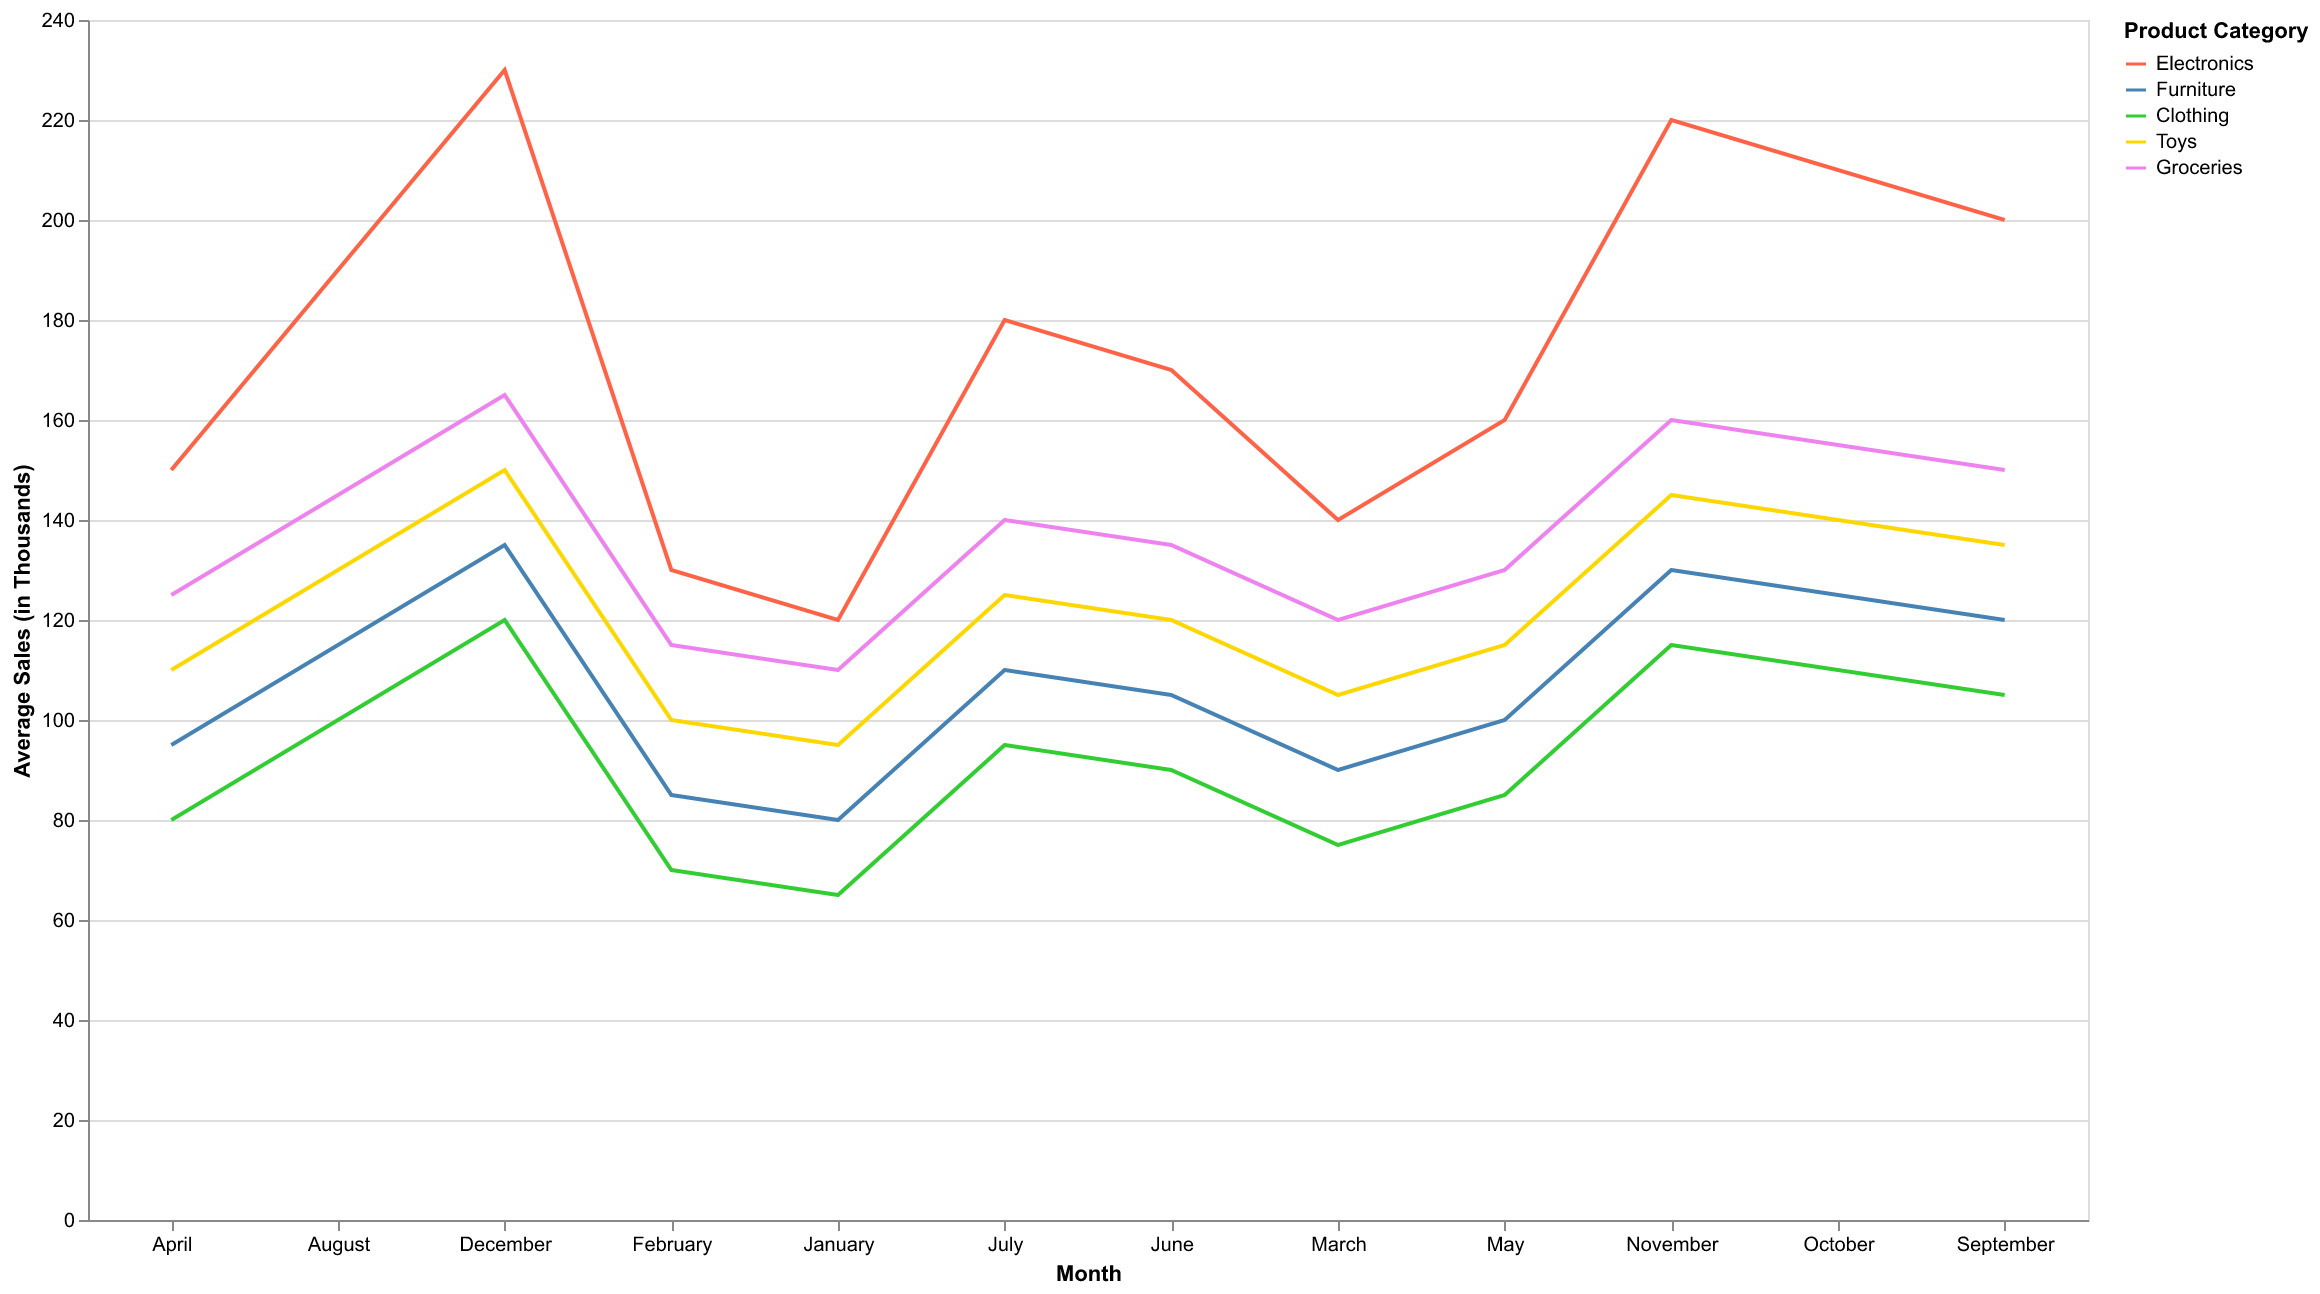 240
220
200
180
160
140
120
100
80
60
40
20
0
Average Sales (in Thousands)
April August December February January July June March May November October September
Month
Product Category
Electronics
Furniture
Clothing
Toys
Groceries